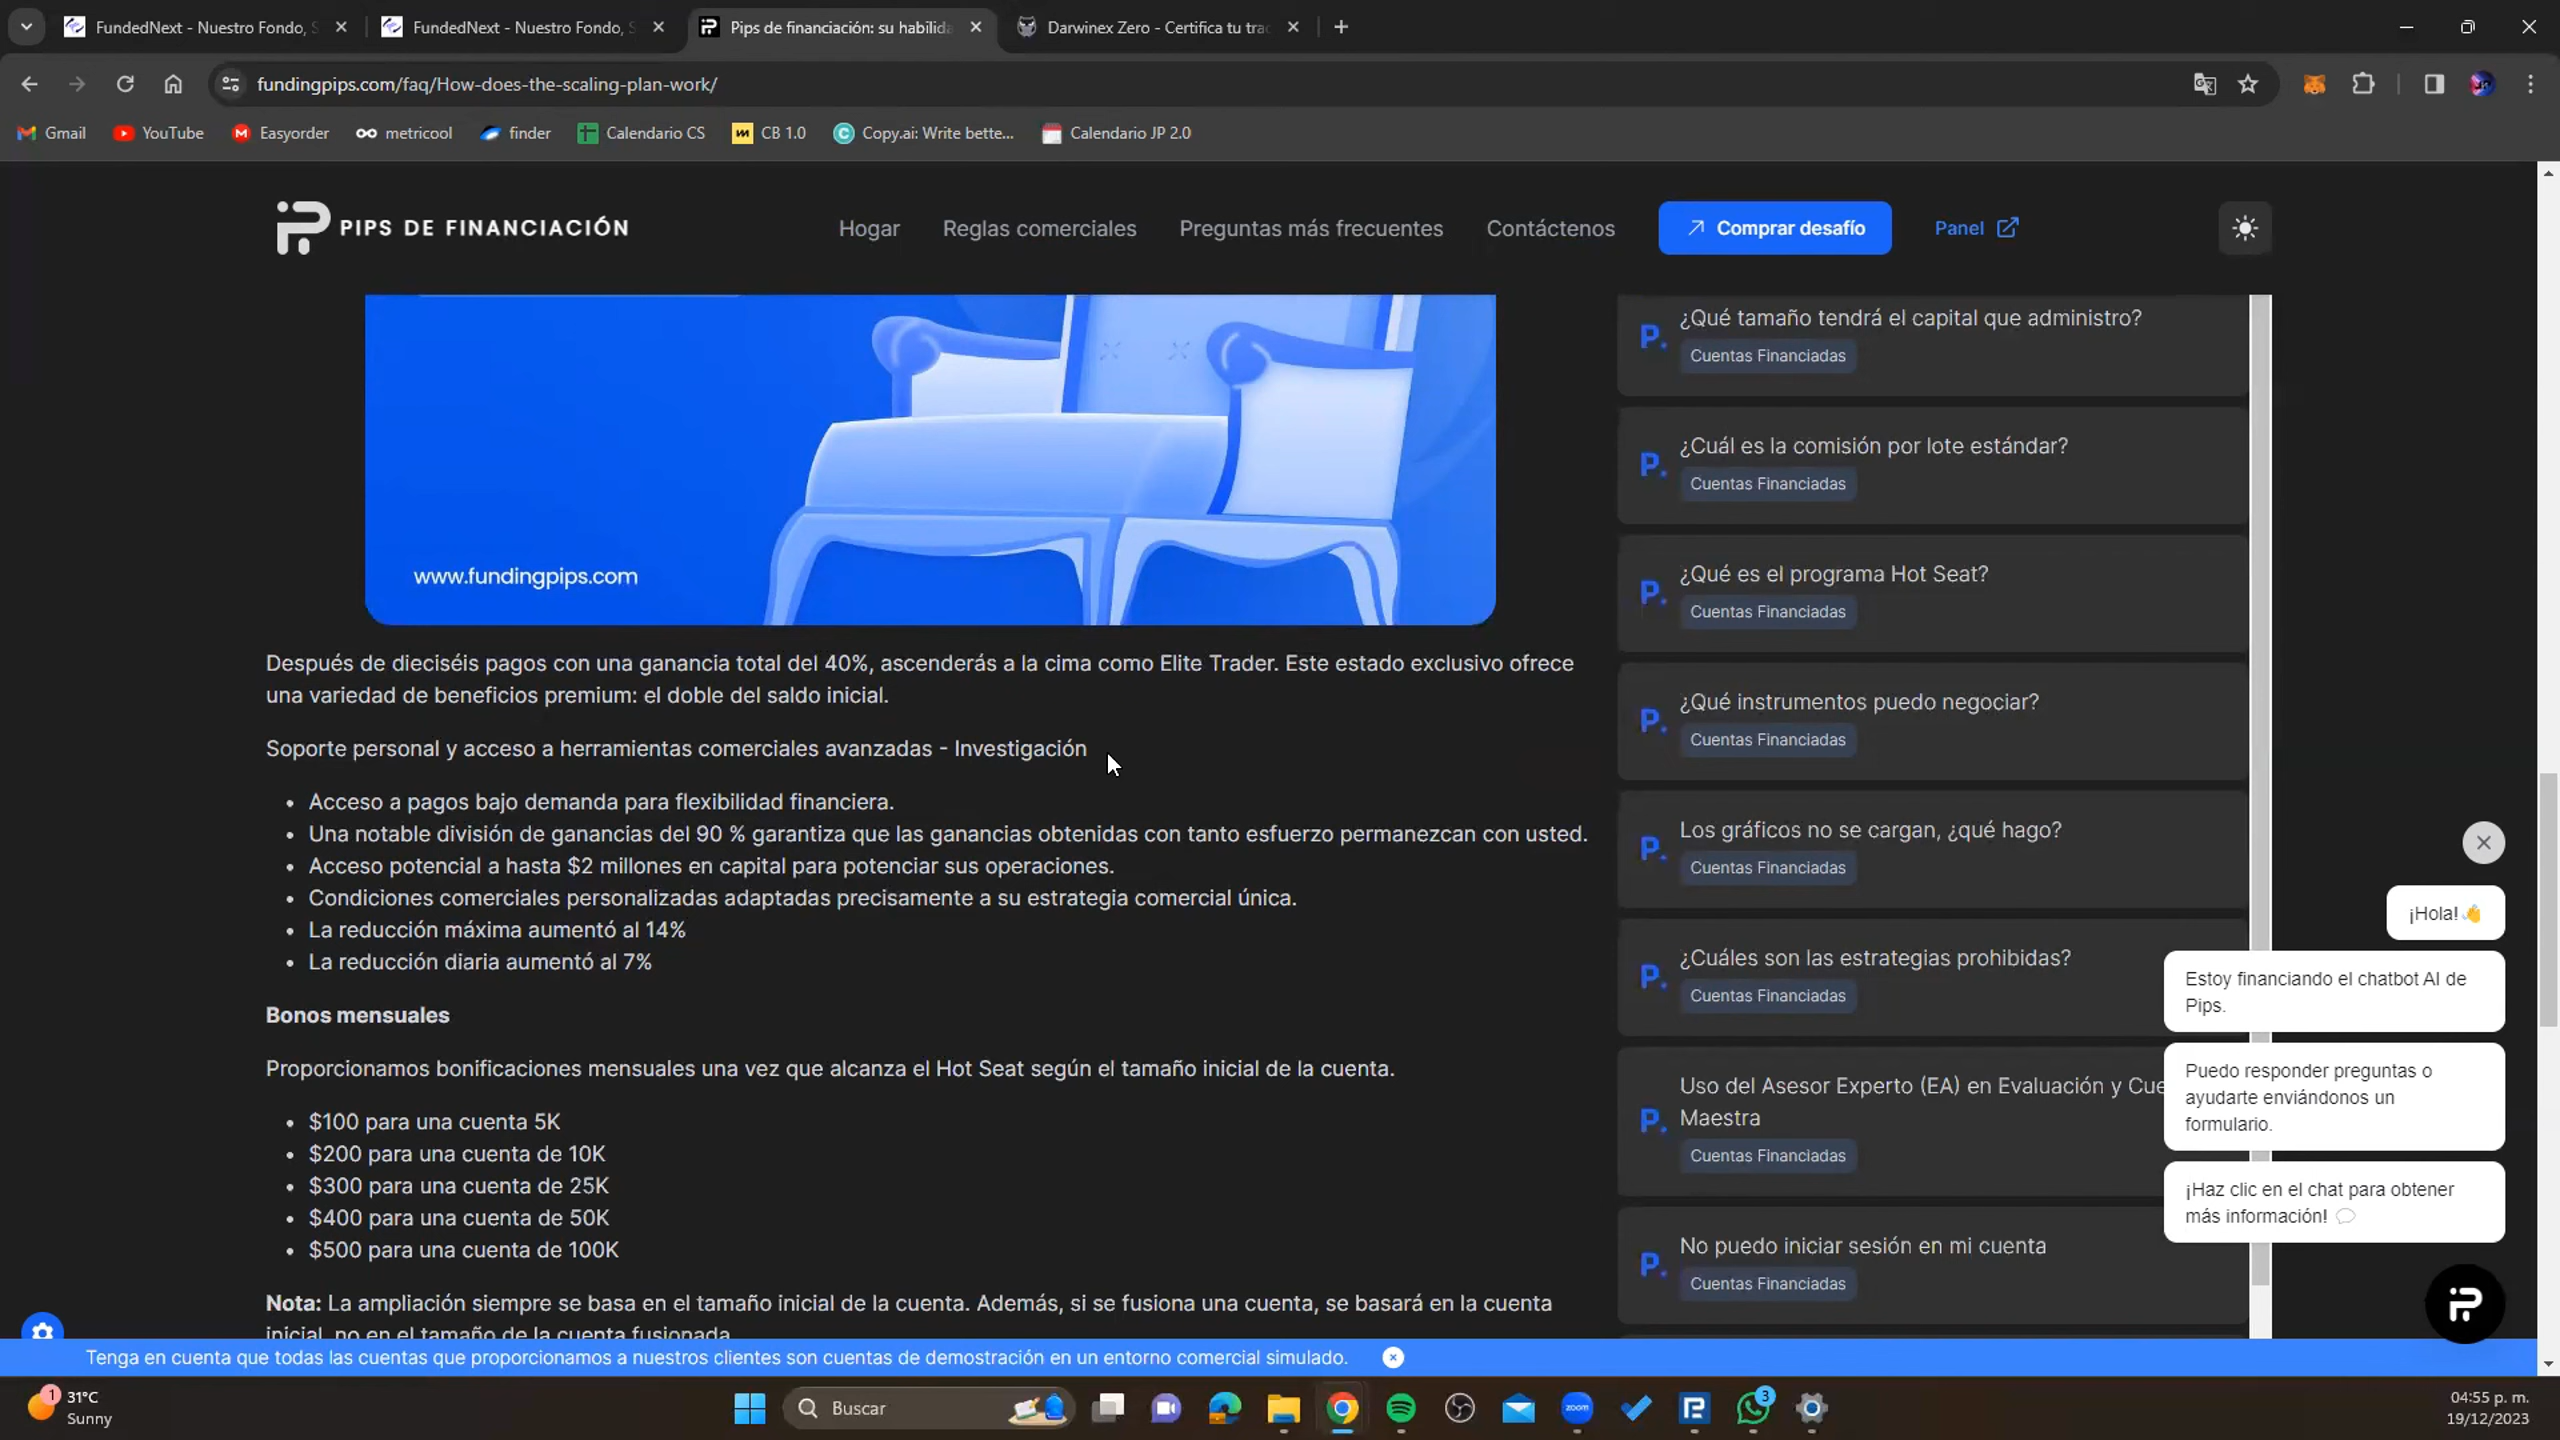 FundedNext - Nuestro Fondo, S
FundedNext - Nuestro Fondo, S
Pips de financiación: su habilida
Darwinex Zero - Certifica tu trac
fundingpips.com/faq/How-does-the-scaling-plan-work/
Gmail
YouTube
Easyorder
metricool
finder
Calendario CS
CB 1.0
Copy.ai: Write bette...
Calendario JP 2.0
PIPS DE FINANCIACIÓN
Hogar
Reglas comerciales
Preguntas más frecuentes
Contáctenos
Comprar desafío
Panel
www.fundingpips.com
Después de dieciséis pagos con una ganancia total del 40%, ascenderás a la cima como Elite Trader. Este estado exclusivo ofrece
una variedad de beneficios premium: el doble del saldo inicial.
Soporte personal y acceso a herramientas comerciales avanzadas - Investigación
• Acceso a pagos bajo demanda para flexibilidad financiera.
• Una notable división de ganancias del 90 % garantiza que las ganancias obtenidas con tanto esfuerzo permanezcan con usted.
• Acceso potencial a hasta $2 millones en capital para potenciar sus operaciones.
• Condiciones comerciales personalizadas adaptadas precisamente a su estrategia comercial única.
• La reducción máxima aumentó al 14%
• La reducción diaria aumentó al 7%
Bonos mensuales
Proporcionamos bonificaciones mensuales una vez que alcanza el Hot Seat según el tamaño inicial de la cuenta.
• $100 para una cuenta 5K
• $200 para una cuenta de 10K
• $300 para una cuenta de 25K
• $400 para una cuenta de 50K
• $500 para una cuenta de 100K
Nota: La ampliación siempre se basa en el tamaño inicial de la cuenta. Además, si se fusiona una cuenta, se basará en la cuenta
inicial, no en el tamaño de la cuenta fusionada.
¿Qué tamaño tendrá el capital que administro?
P.
Cuentas Financiadas
¿Cuál es la comisión por lote estándar?
P.
Cuentas Financiadas
¿Qué es el programa Hot Seat?
P.
Cuentas Financiadas
¿Qué instrumentos puedo negociar?
P.
Cuentas Financiadas
Los gráficos no se cargan, ¿qué hago?
P.
Cuentas Financiadas
¿Cuáles son las estrategias prohibidas?
P.
Cuentas Financiadas
Uso del Asesor Experto (EA) en Evaluación y Cue
P.
Maestra
Cuentas Financiadas
No puedo iniciar sesión en mi cuenta
P.
Cuentas Financiadas
¡Hola!👋
Estoy financiando el chatbot AI de
Pips.
Puedo responder preguntas o
ayudarte enviándonos un
formulario.
¡Haz clic en el chat para obtener
más información! 💬
Tenga en cuenta que todas las cuentas que proporcionamos a nuestros clientes son cuentas de demostración en un entorno comercial simulado.
1
31°C
Sunny
Buscar
zoom
3
04:55 p. m.
19/12/2023